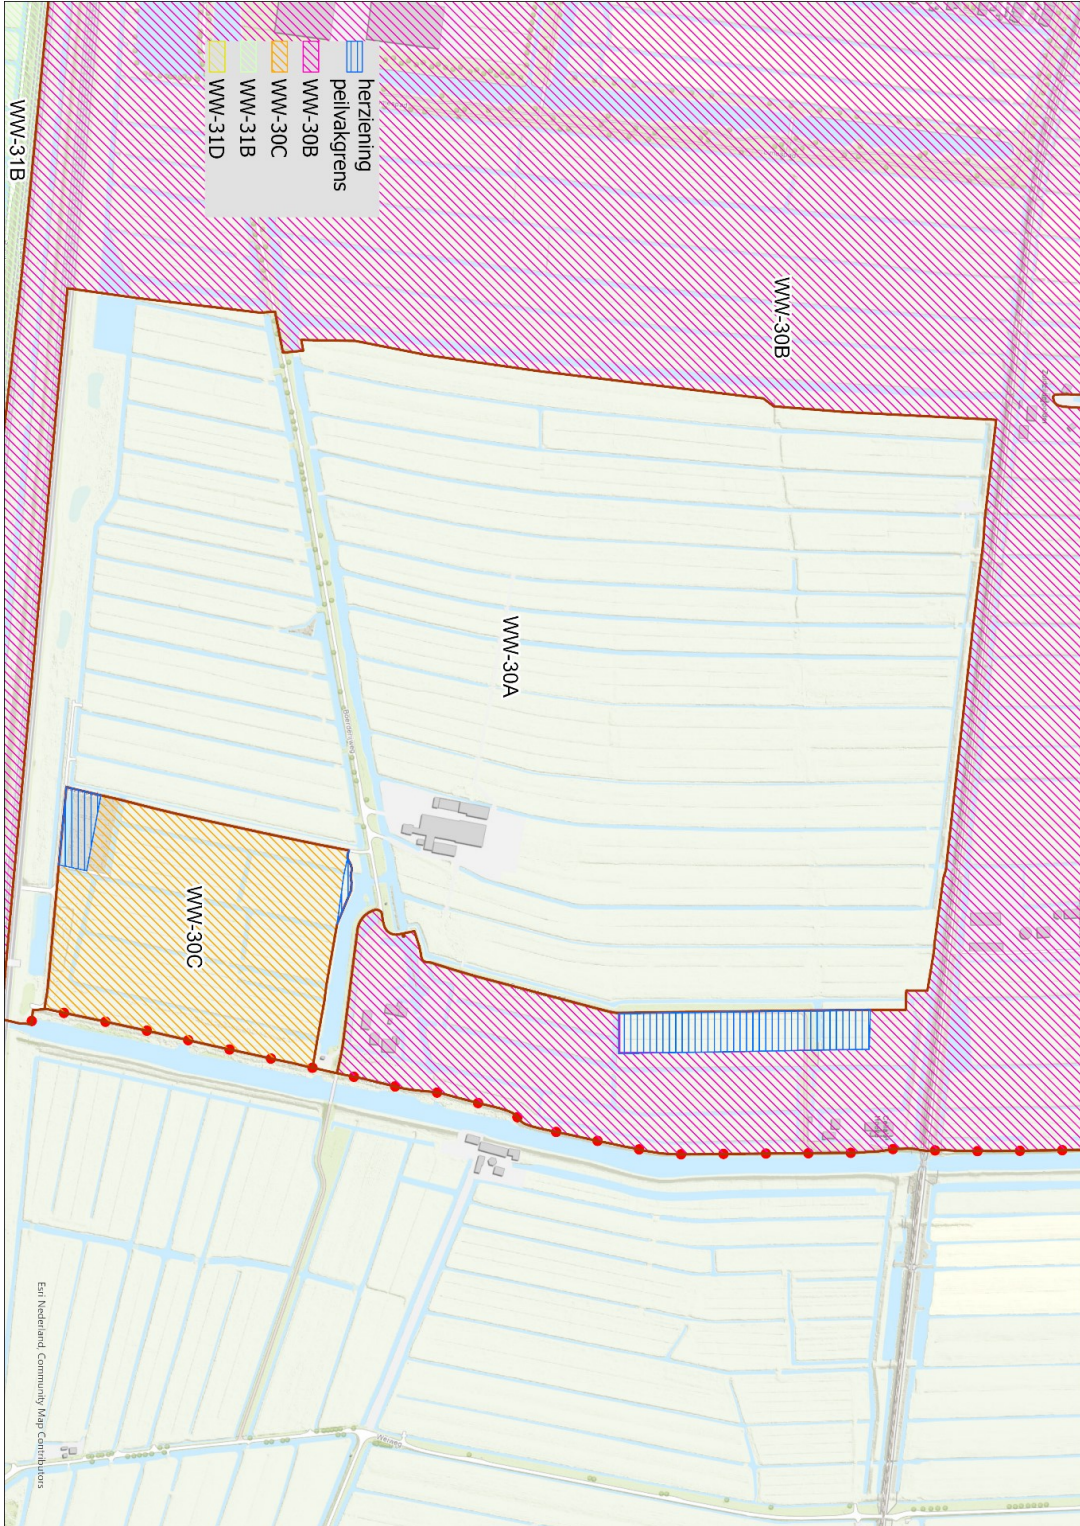 herziening
peilvakgrens
WW-30B
WW-30C
WW-31B
WW-31D
WW-31B
WW-30B
WW-30A
WW-30C
Weiweg
Esri Nederland, Community Map Contributors